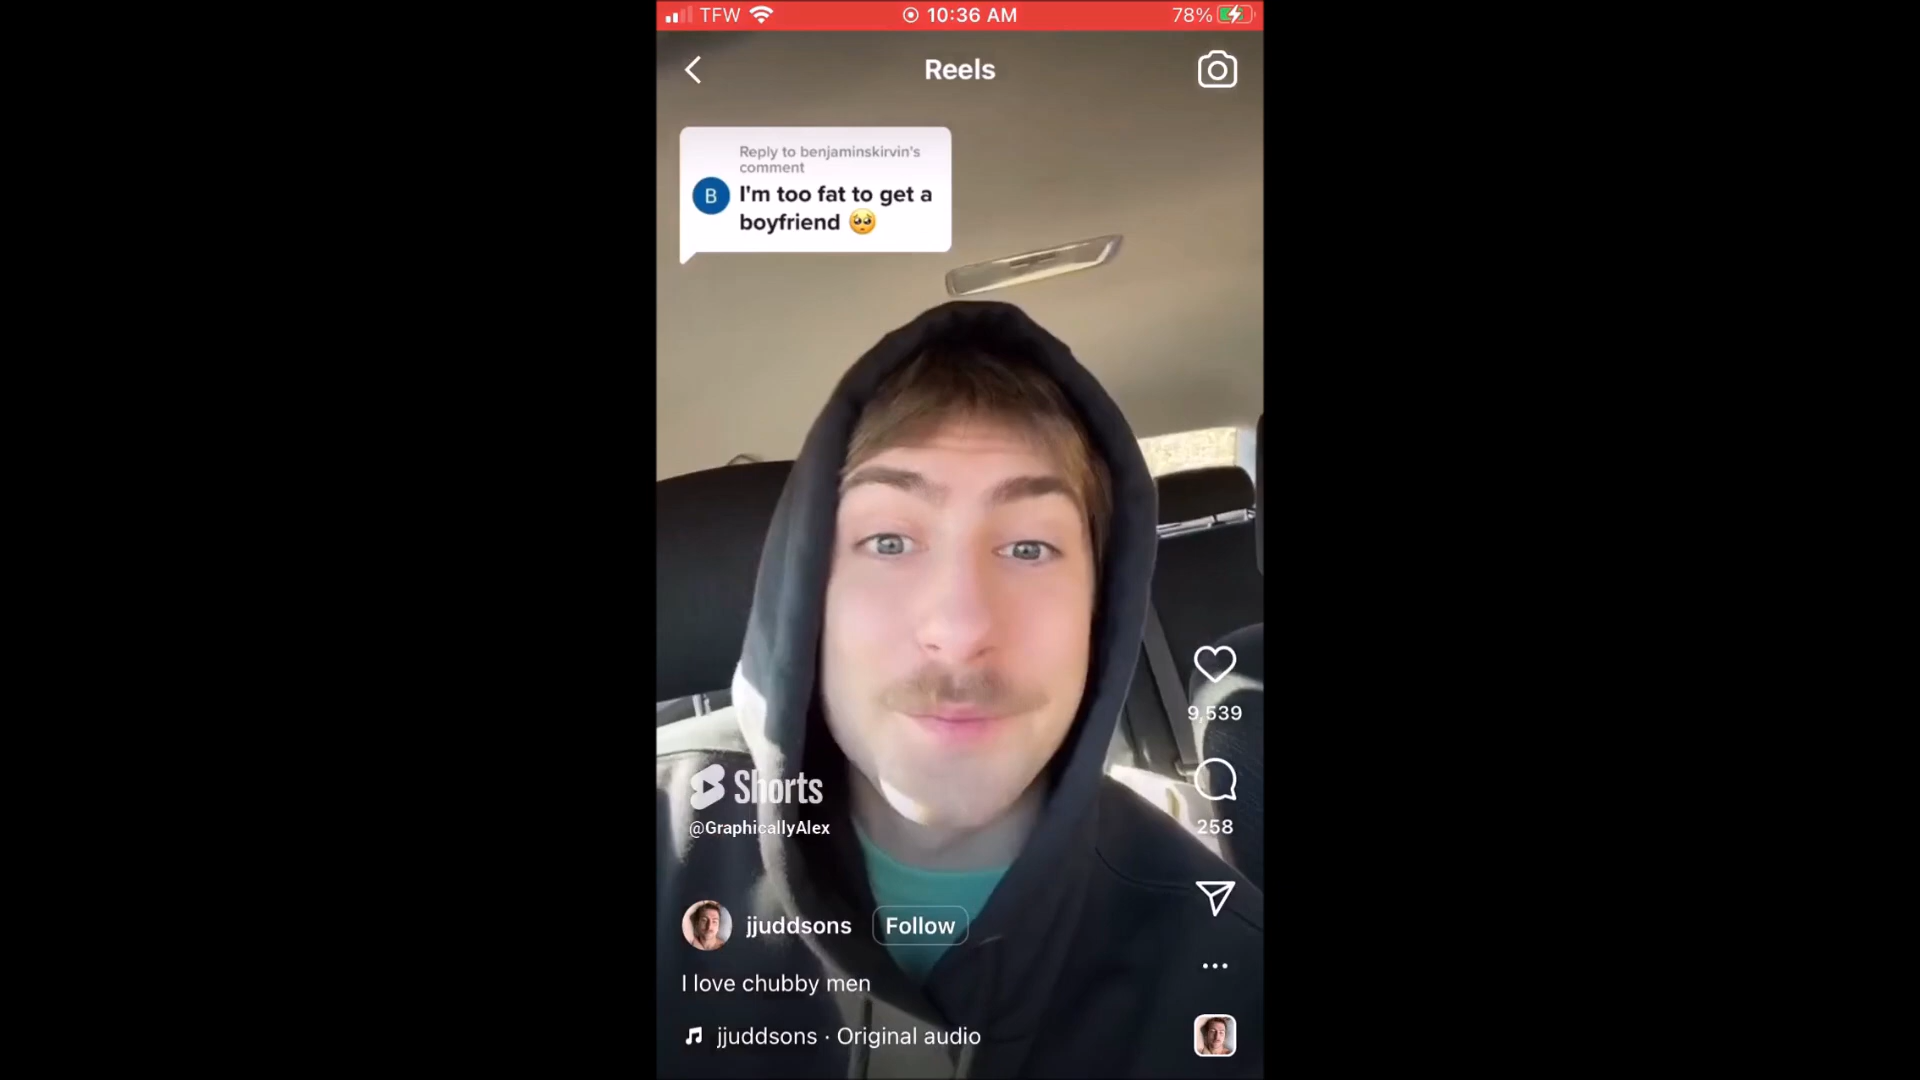 TFW 10:36 AM 78%
Reels
Reply to benjaminskirvin's
comment
B
I'm too fat to get a
boyfriend 🥺
9,539
Shorts
258
@GraphicallyAlex
jjuddsons Follow
I love chubby men
jjuddsons · Original audio